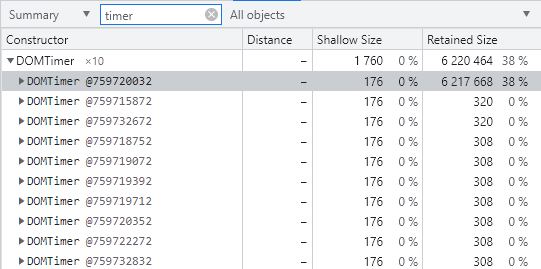 Summary ▼ timer All objects ▼
Constructor Distance Shallow Size Retained Size
▼DOMTimer ×10 – 1 760 0 % 6 220 464 38 %
▶DOMTimer @759720032 – 176 0 % 6 217 668 38 %
▶DOMTimer @759715872 – 176 0 % 320 0 %
▶DOMTimer @759732672 – 176 0 % 320 0 %
▶DOMTimer @759718752 – 176 0 % 308 0 %
▶DOMTimer @759719072 – 176 0 % 308 0 %
▶DOMTimer @759719392 – 176 0 % 308 0 %
▶DOMTimer @759719712 – 176 0 % 308 0 %
▶DOMTimer @759720352 – 176 0 % 308 0 %
▶DOMTimer @759722272 – 176 0 % 308 0 %
▶DOMTimer @759732832 – 176 0 % 308 0 %